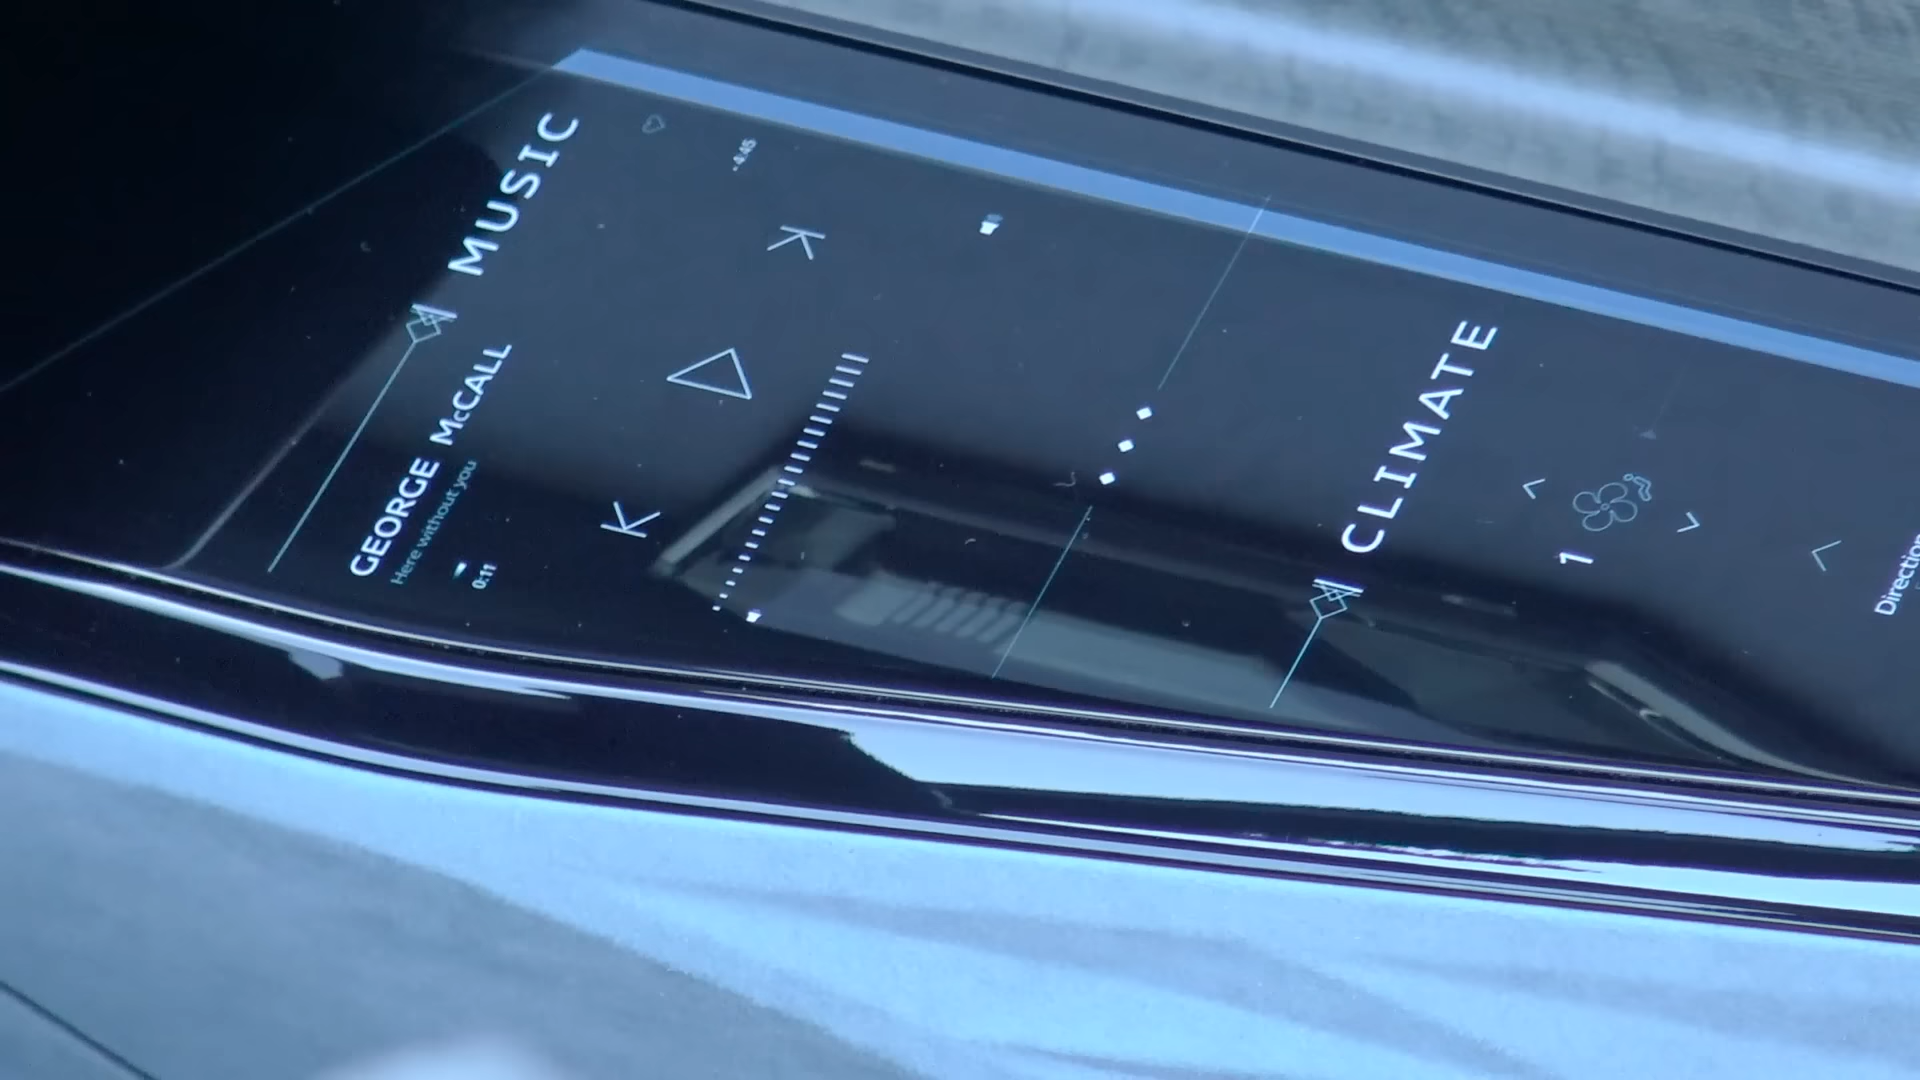 MUSIC
GEORGE McCALL
Here without you
0:11
-4:45
CLIMATE
1
Direction